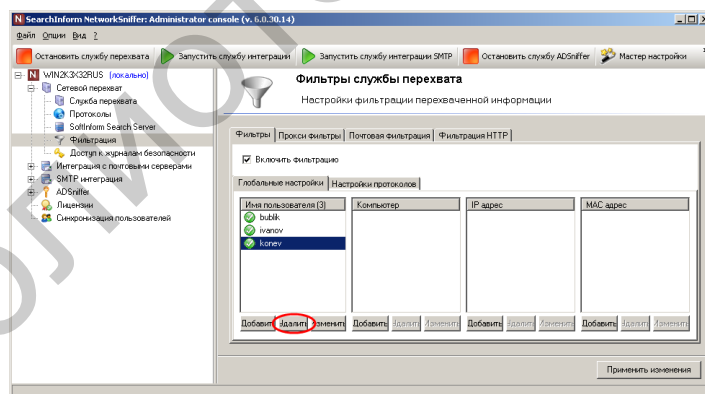 SearchInform NetworkSniffer: Administrator console (v. 6.0.30.14)
Файл Опции Вид ?
Остановить службу перехвата Запустить службу интеграции Запустить службу интеграции SMTP Остановить службу ADSniffer Мастер настройки
WIN2K3X32RUS (локально)
Сетевой перехват
Служба перехвата
Протоколы
SoftInform Search Server
Фильтрация
Доступ к журналам безопасности
Интеграция с почтовыми серверами
SMTP интеграция
ADSniffer
Лицензии
Синхронизация пользователей
Фильтры службы перехвата
Настройки фильтрации перехваченной информации
Фильтры Прокси фильтры Почтовая фильтрация Фильтрация HTTP
Включить фильтрацию
Глобальные настройки Настройки протоколов
Имя пользователя (3) Компьютер IP адрес MAC адрес
bublik
ivanov
konev
Добавить Удалить Изменить Добавить Удалить Изменить Добавить Удалить Изменить Добавить Удалить Изменить
Применить изменения